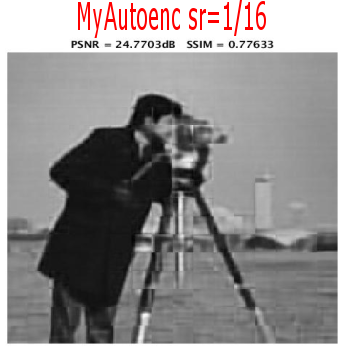 MyAutoenc sr=1/16
PSNR = 24.7703dB SSIM = 0.77633